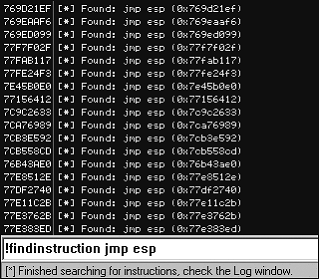 769D21EF [*] Found: jmp esp (0x769d21ef)
769EAAF6 [*] Found: jmp esp (0x769eaaf6)
769ED099 [*] Found: jmp esp (0x769ed099)
77F7F02F [*] Found: jmp esp (0x77f7f02f)
77FAB117 [*] Found: jmp esp (0x77fab117)
77FE24F3 [*] Found: jmp esp (0x77fe24f3)
7E45B0E0 [*] Found: jmp esp (0x7e45b0e0)
77156412 [*] Found: jmp esp (0x77156412)
7C9C2633 [*] Found: jmp esp (0x7c9c2633)
7CA76989 [*] Found: jmp esp (0x7ca76989)
7CB3E592 [*] Found: jmp esp (0x7cb3e592)
7CB558CD [*] Found: jmp esp (0x7cb558cd)
76B43AE0 [*] Found: jmp esp (0x76b43ae0)
77E8512E [*] Found: jmp esp (0x77e8512e)
77DF2740 [*] Found: jmp esp (0x77df2740)
77E11C2B [*] Found: jmp esp (0x77e11c2b)
77E3762B [*] Found: jmp esp (0x77e3762b)
77E383ED [*] Found: jmp esp (0x77e383ed)
!findinstruction jmp esp
[*] Finished searching for instructions, check the Log window.